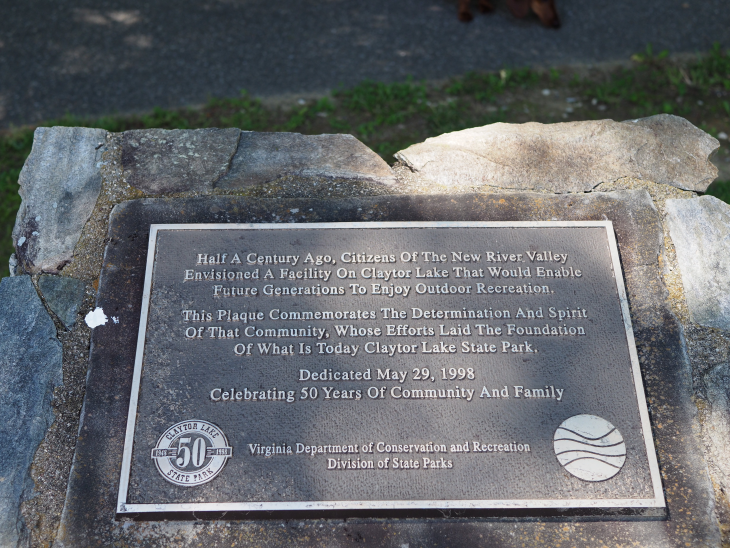 Half A Century Ago, Citizens Of The New River Valley
Envisioned A Facility On Claytor Lake That Would Enable
Future Generations To Enjoy Outdoor Recreation.
This Plaque Commemorates The Determination And Spirit
Of That Community, Whose Efforts Laid The Foundation
Of What Is Today Claytor Lake State Park.
Dedicated May 29, 1998
Celebrating 50 Years Of Community And Family
CLAYTOR LAKE
1948 50 1998
STATE PARK
Virginia Department of Conservation and Recreation
Division of State Parks